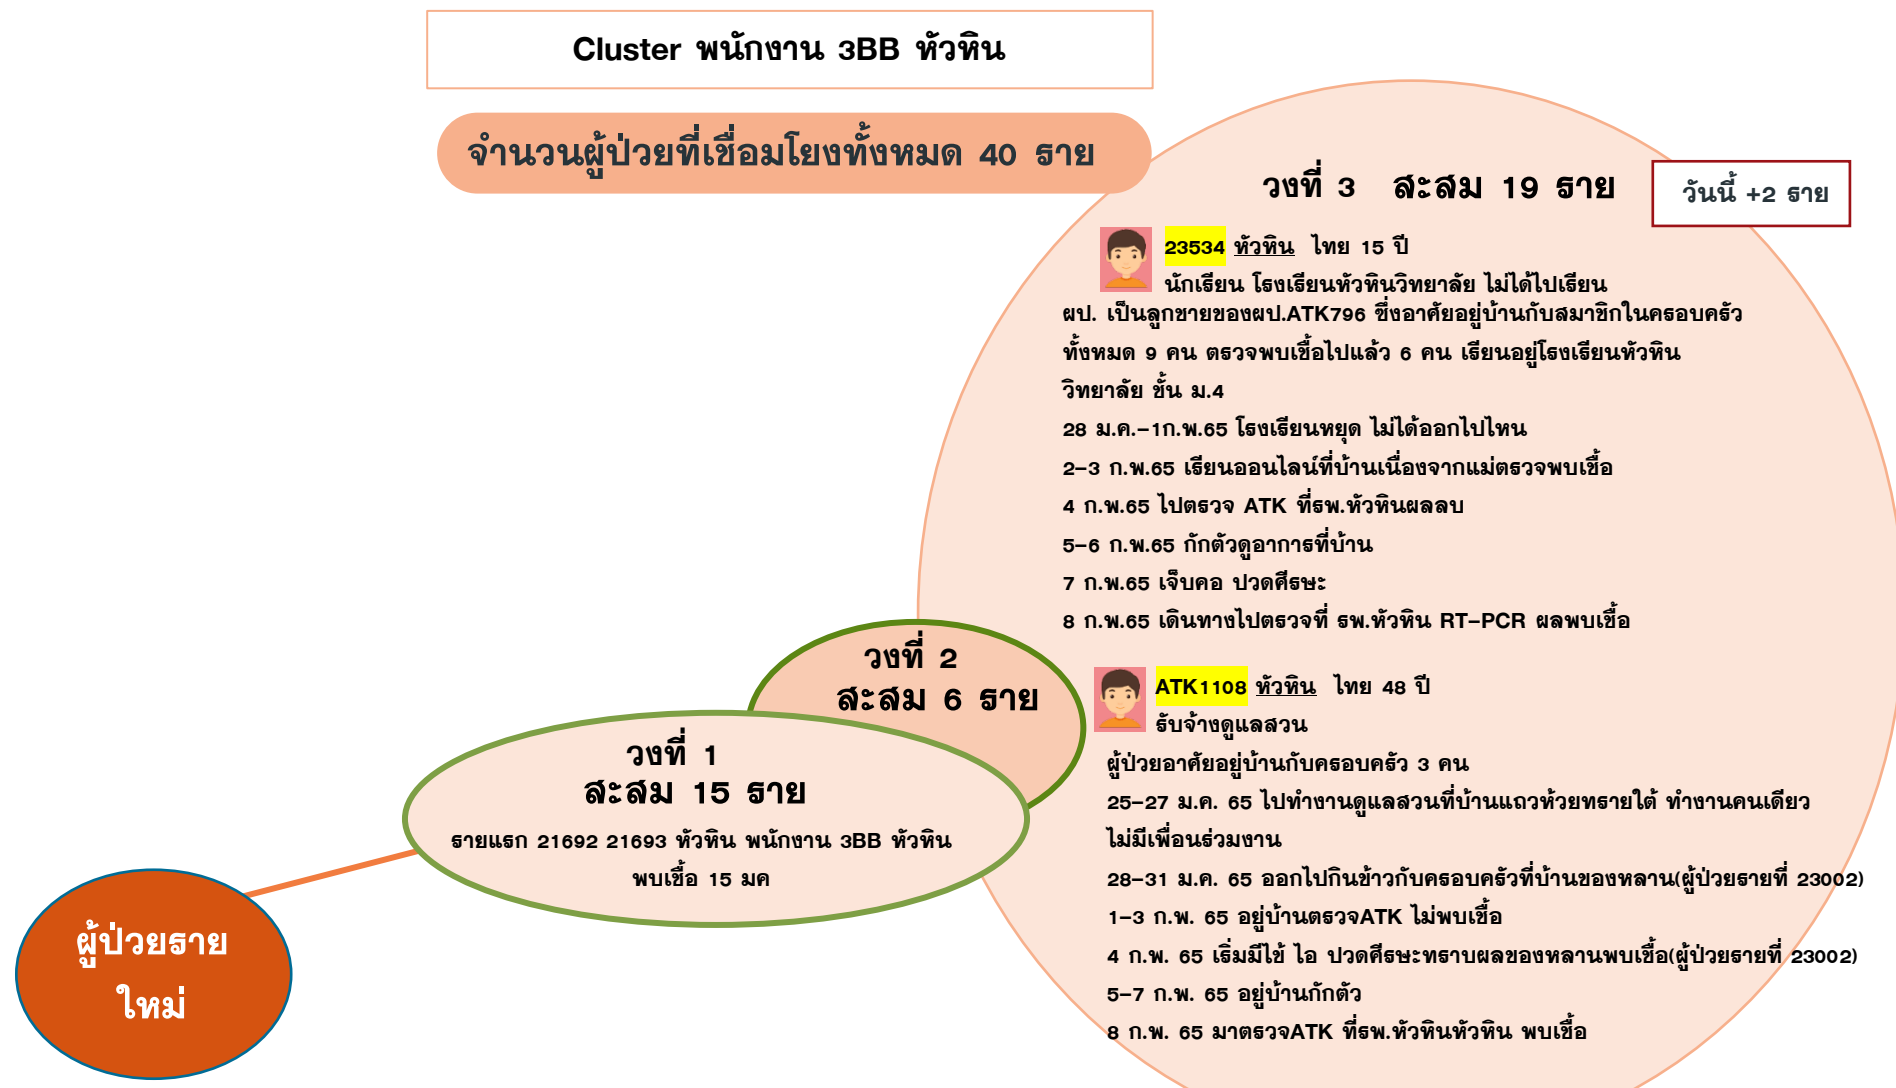 Cluster พนักงาน 3BB หัวหิน
จำนวนผู้ป่วยที่เชื่อมโยงทั้งหมด 40 ราย
วงที่ 3 สะสม 19 ราย
วันนี้ +2 ราย
23534 หัวหิน ไทย 15 ปี
นักเรียน โรงเรียนหัวหินวิทยาลัย ไม่ได้ไปเรียน
ผป. เป็นลูกชายของผป.ATK796 ซึ่งอาศัยอยู่บ้านกับสมาชิกในครอบครัว
ทั้งหมด 9 คน ตรวจพบเชื้อไปแล้ว 6 คน เรียนอยู่โรงเรียนหัวหิน
วิทยาลัย ชั้น ม.4
28 ม.ค.-1ก.พ.65 โรงเรียนหยุด ไม่ได้ออกไปไหน
2-3 ก.พ.65 เรียนออนไลน์ที่บ้านเนื่องจากแม่ตรวจพบเชื้อ
4 ก.พ.65 ไปตรวจ ATK ที่รพ.หัวหินผลลบ
5-6 ก.พ.65 กักตัวดูอาการที่บ้าน
7 ก.พ.65 เจ็บคอ ปวดศีรษะ
8 ก.พ.65 เดินทางไปตรวจที่ รพ.หัวหิน RT-PCR ผลพบเชื้อ
วงที่ 2
สะสม 6 ราย
ATK1108 หัวหิน ไทย 48 ปี
รับจ้างดูแลสวน
ผู้ป่วยอาศัยอยู่บ้านกับครอบครัว 3 คน
25-27 ม.ค. 65 ไปทำงานดูแลสวนที่บ้านแถวห้วยทรายใต้ ทำงานคนเดียว
ไม่มีเพื่อนร่วมงาน
28-31 ม.ค. 65 ออกไปกินข้าวกับครอบครัวที่บ้านของหลาน(ผู้ป่วยรายที่ 23002)
1-3 ก.พ. 65 อยู่บ้านตรวจATK ไม่พบเชื้อ
4 ก.พ. 65 เริ่มมีไข้ ไอ ปวดศีรษะทราบผลของหลานพบเชื้อ(ผู้ป่วยรายที่ 23002)
5-7 ก.พ. 65 อยู่บ้านกักตัว
8 ก.พ. 65 มาตรวจATK ที่รพ.หัวหินหัวหิน พบเชื้อ
วงที่ 1
สะสม 15 ราย
รายแรก 21692 21693 หัวหิน พนักงาน 3BB หัวหิน
พบเชื้อ 15 มค
ผู้ป่วยราย
ใหม่